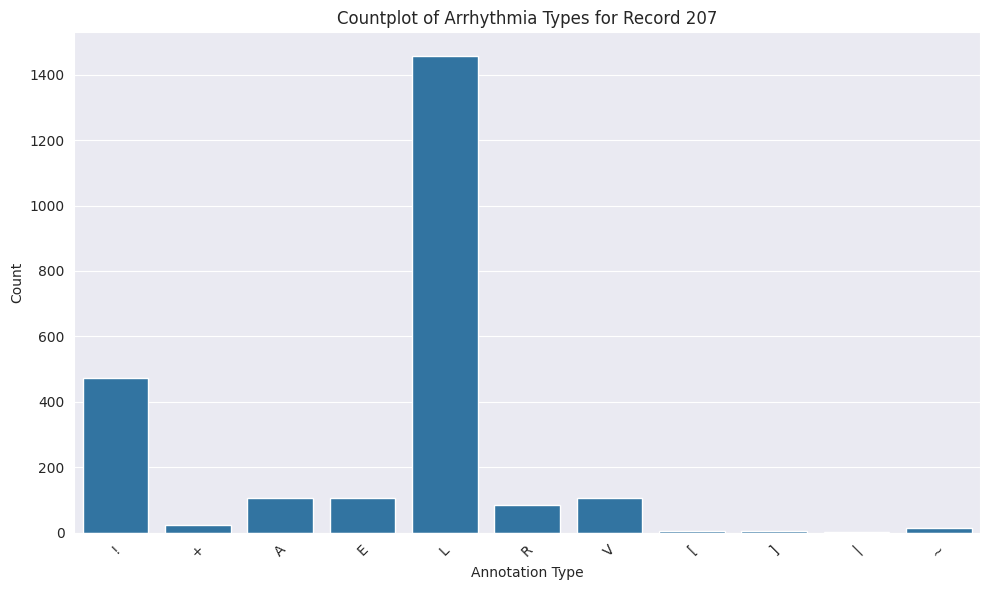 Countplot of Arrhythmia Types for Record 207
Count
1400
1200
1000
800
600
400
200
0
! + A E L R V [ ] | ~
Annotation Type